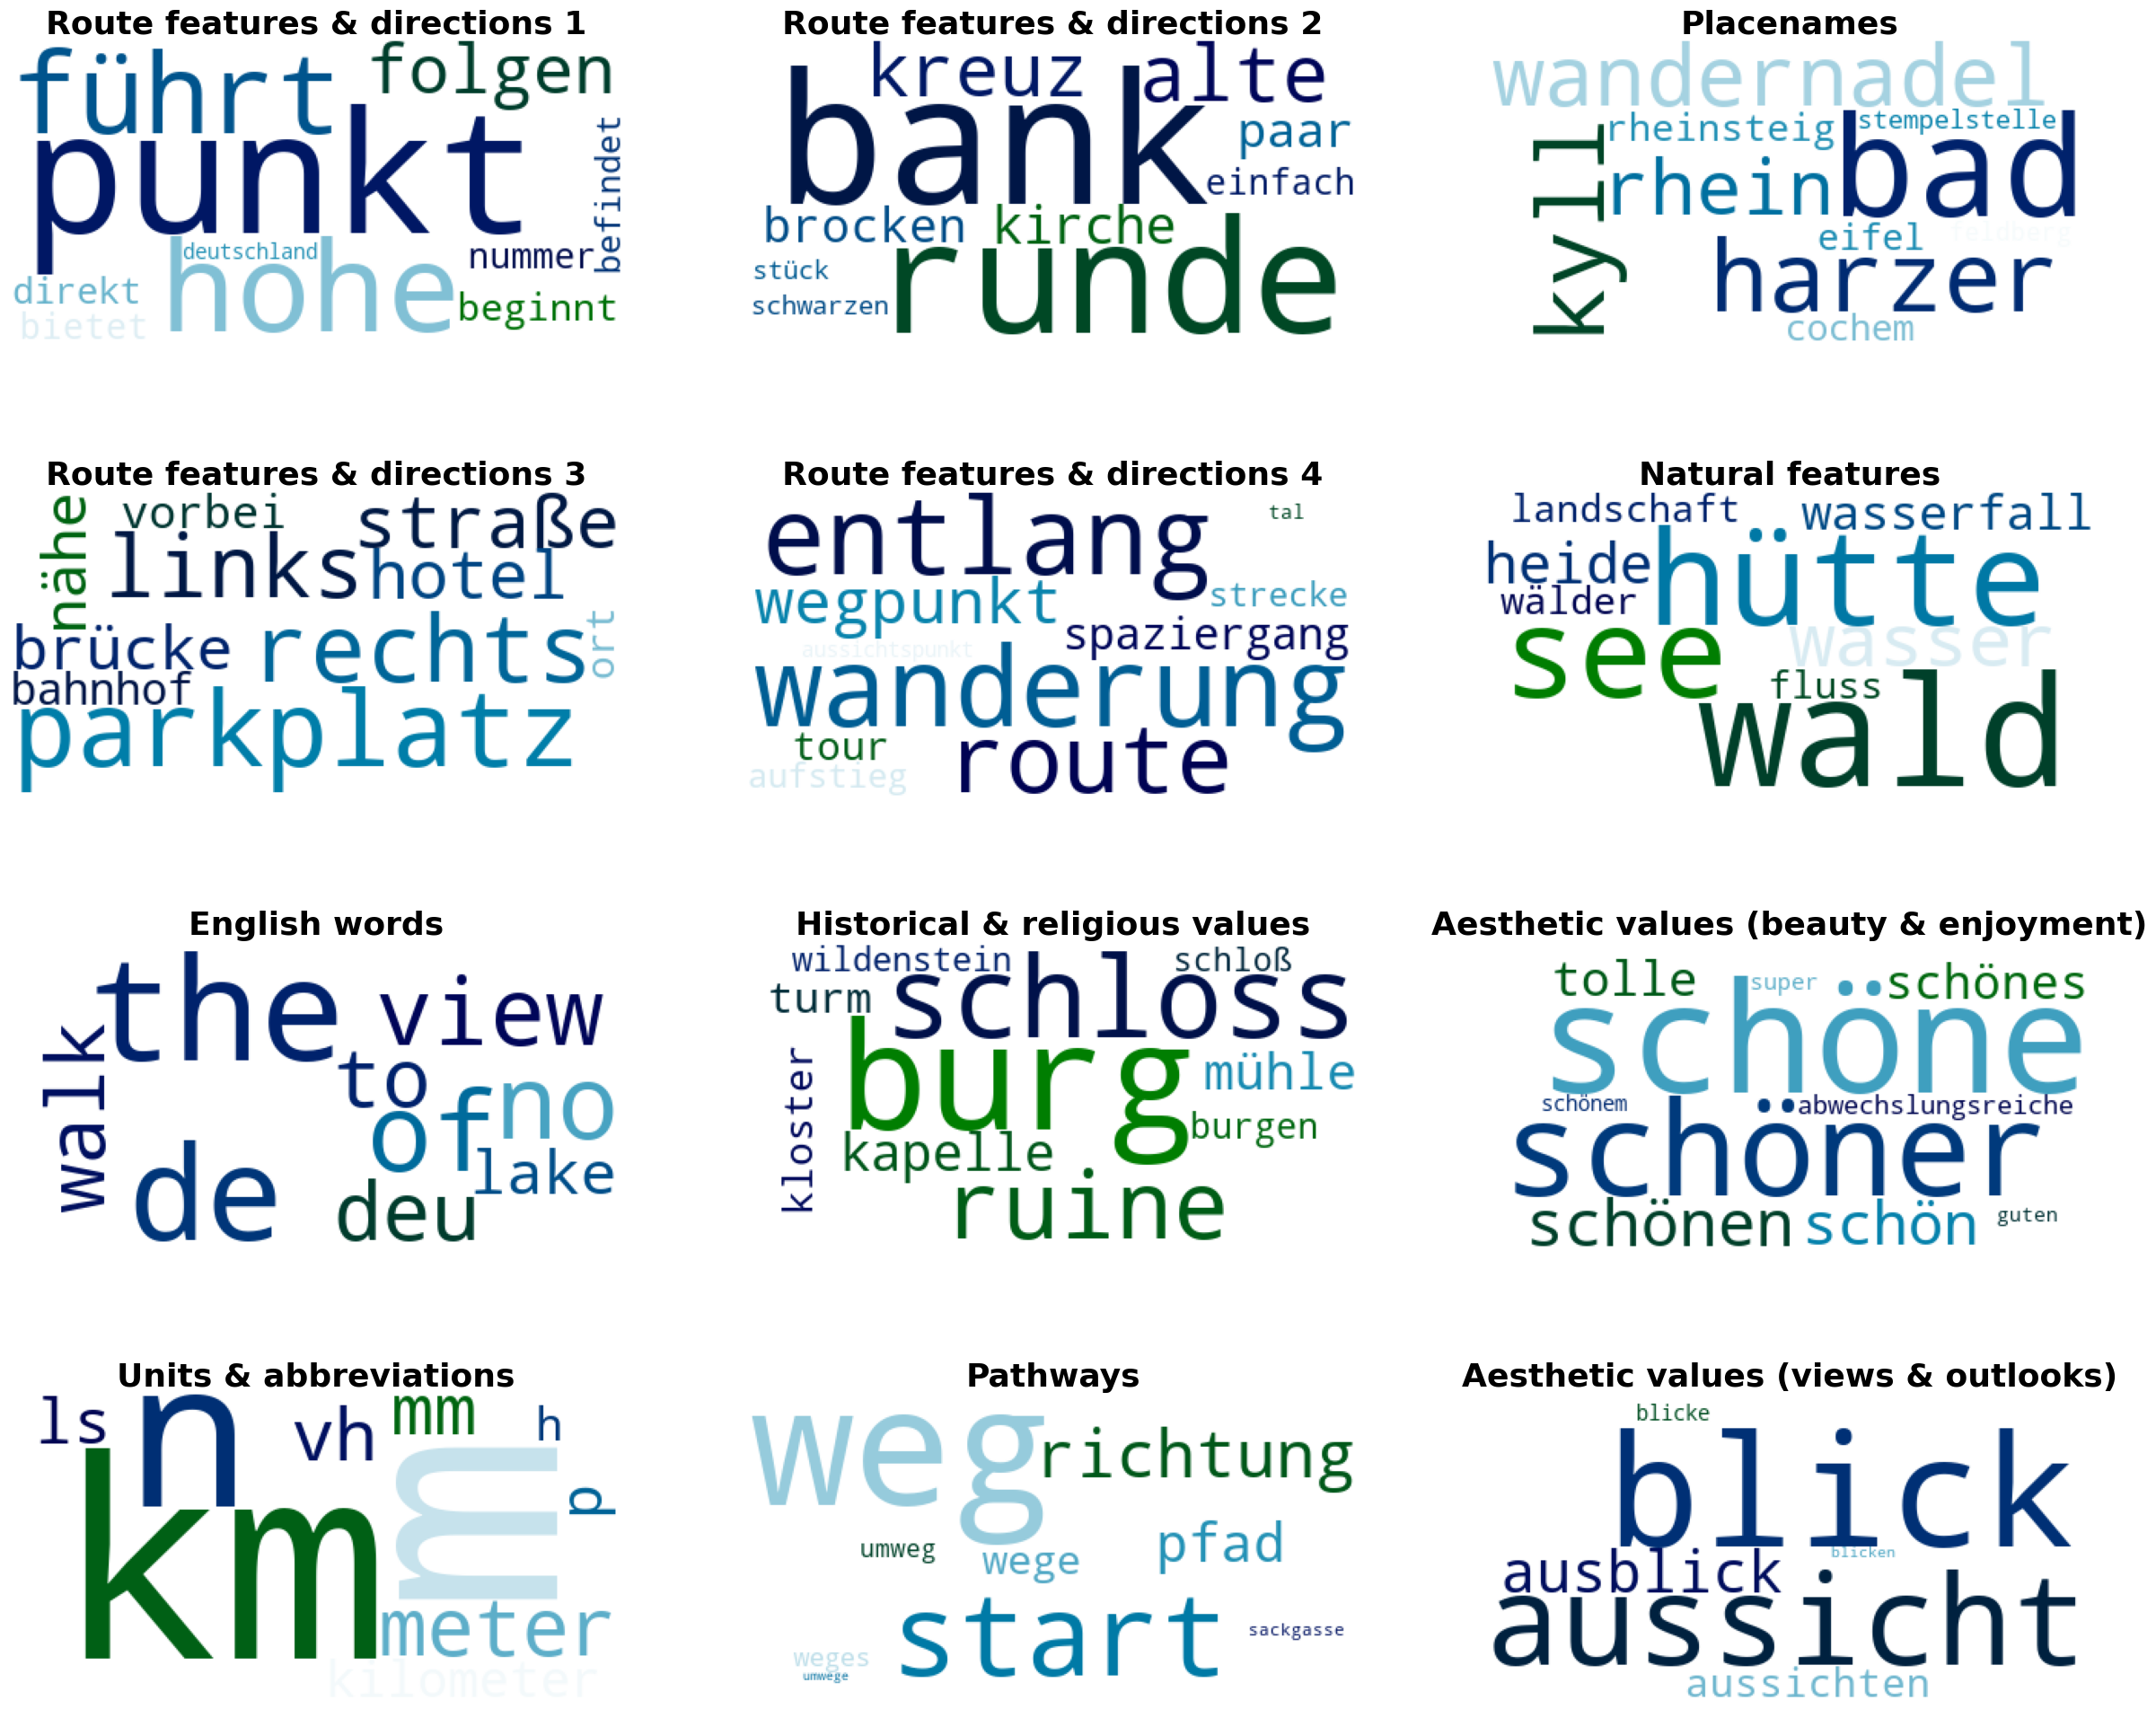 Route features & directions 1
führt
folgen
punkt
befindet
deutschland
hohe
nummer
direkt
bietet
beginnt
Route features & directions 2
kreuz
alte
bank
paar
einfach
brocken
kirche
stück
runde
schwarzen
Placenames
wandernadel
rheinsteig
stempelstelle
kyll
rhein
bad
eifel
feldberg
harzer
cochem
Route features & directions 3
nähe
vorbei
straße
links
hotel
brücke
rechts
ort
bahnhof
parkplatz
Route features & directions 4
entlang
tal
wegpunkt
strecke
spaziergang
aussichtspunkt
wanderung
tour
route
aufstieg
Natural features
landschaft
wasserfall
heide
hütte
wälder
see
wasser
fluss
wald
English words
the
view
walk
to
of
no
de
lake
deu
Historical & religious values
wildenstein
schloß
turm
schloss
burg
mühle
kloster
burgen
kapelle
ruine
Aesthetic values (beauty & enjoyment)
tolle
super
schönes
schöne
schönem
abwechslungsreiche
schöner
schönen
schön
guten
Units & abbreviations
ls
n
vh
mm
h
km
m
p
meter
kilometer
Pathways
weg
richtung
umweg
wege
pfad
start
sackgasse
weges
umwege
Aesthetic values (views & outlooks)
blicke
blick
ausblick
blicken
aussicht
aussichten